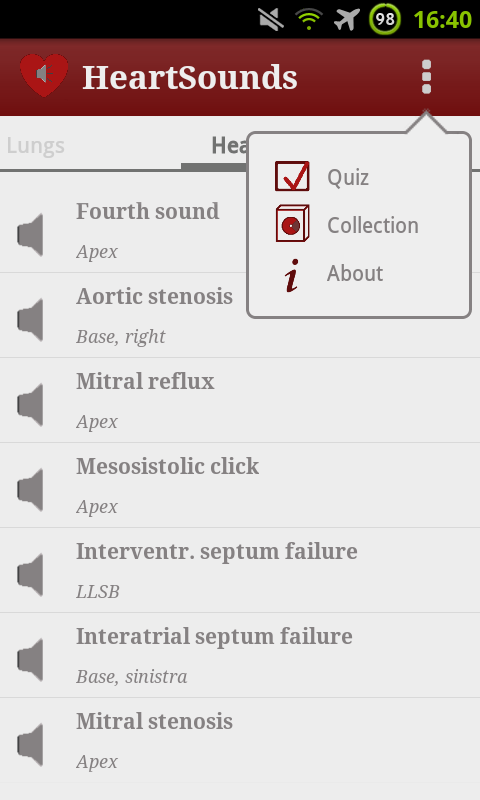 98 16:40
HeartSounds
Lungs Hea
Quiz
Collection
About
Fourth sound
Apex
Aortic stenosis
Base, right
Mitral reflux
Apex
Mesosistolic click
Apex
Interventr. septum failure
LLSB
Interatrial septum failure
Base, sinistra
Mitral stenosis
Apex